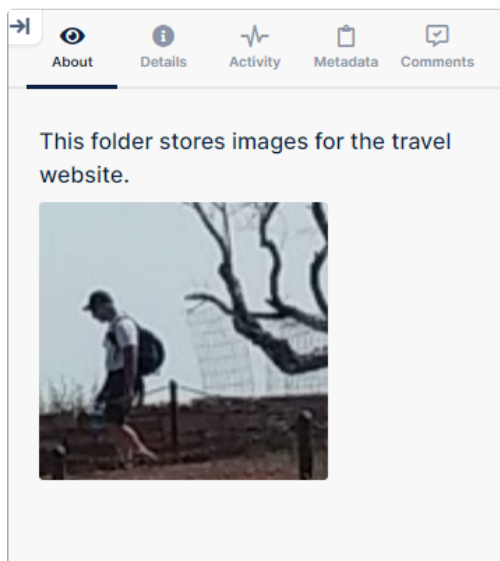 About Details Activity Metadata Comments
This folder stores images for the travel
website.